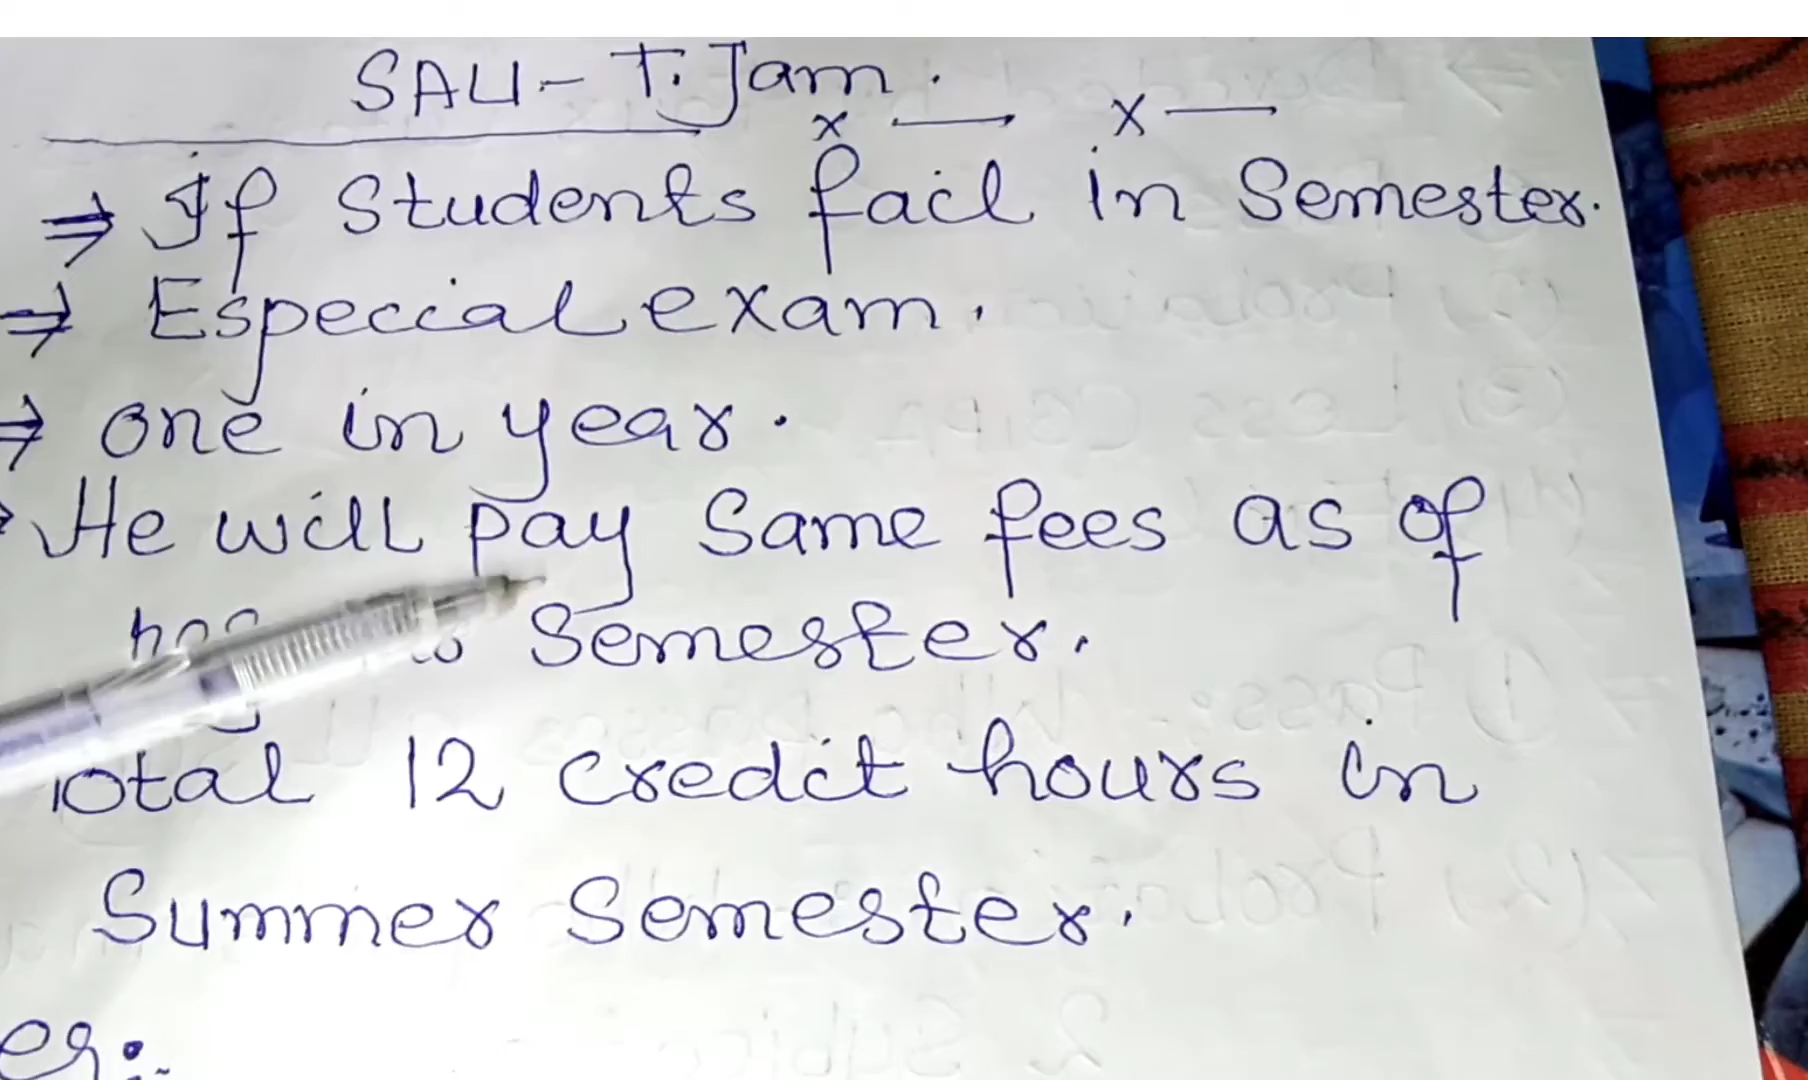 SAU - T. Jam.
x — x —
⇒ If Students fail in Semester.
⇒ Especial exam.
⇒ one in year.
He will pay Same fees as of
Semester.
Total 12 credit hours in
Summer Semester.